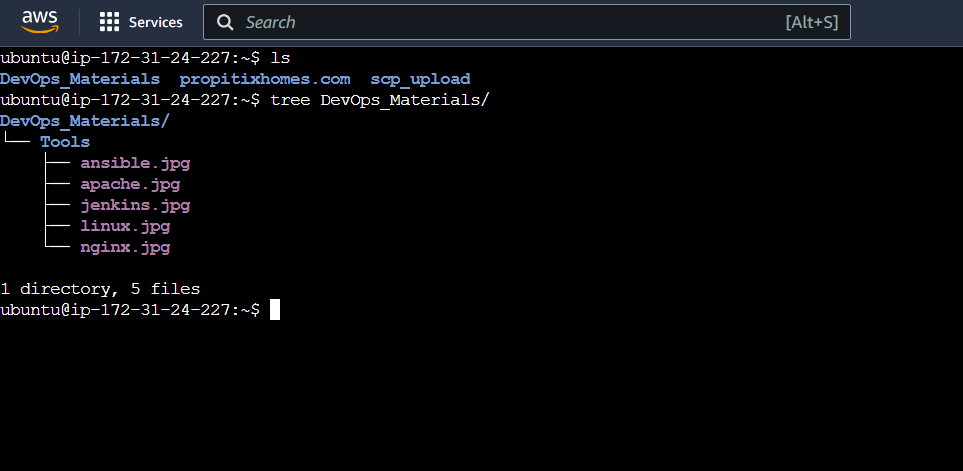 aws Services Search [Alt+S]
ubuntu@ip-172-31-24-227:~$ ls
DevOps_Materials  propitixhomes.com  scp_upload
ubuntu@ip-172-31-24-227:~$ tree DevOps_Materials/
DevOps_Materials/
└── Tools
    ├── ansible.jpg
    ├── apache.jpg
    ├── jenkins.jpg
    ├── linux.jpg
    └── nginx.jpg
1 directory, 5 files
ubuntu@ip-172-31-24-227:~$